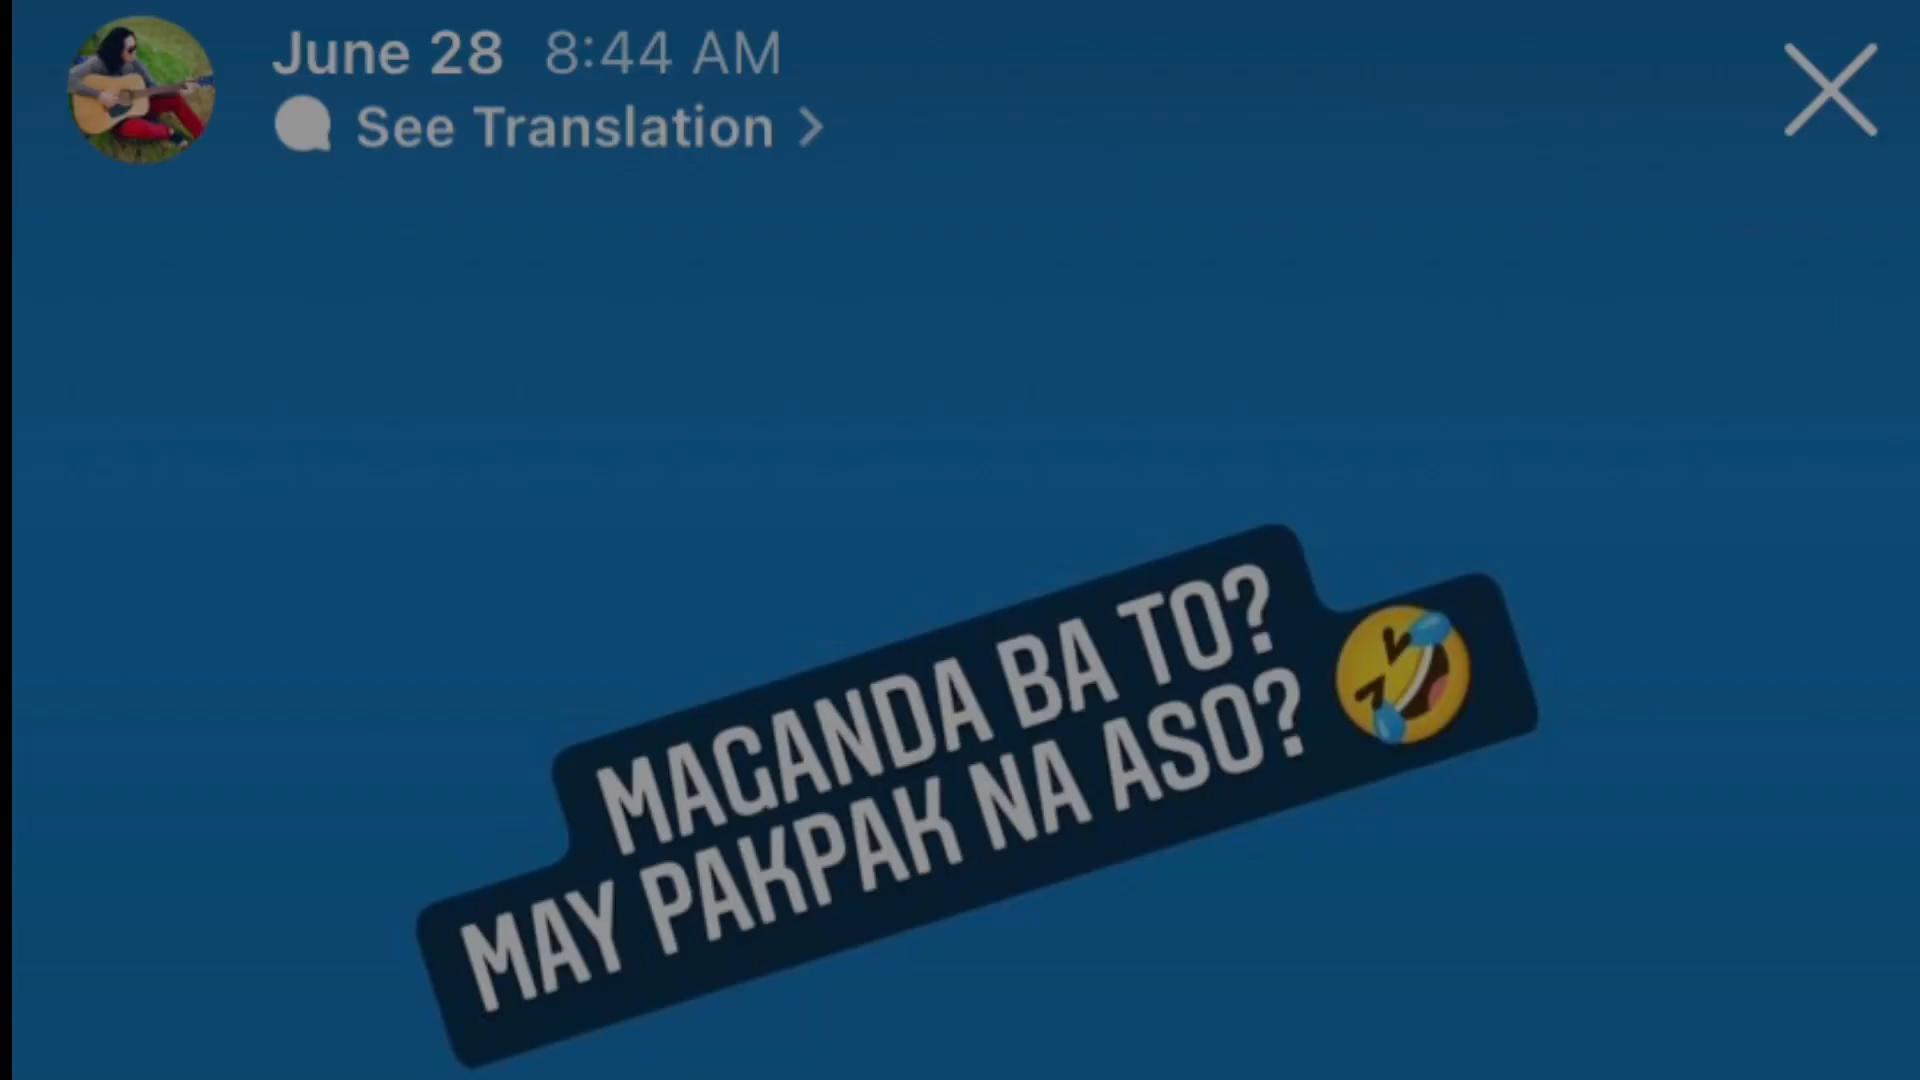 June 28 8:44 AM
See Translation >
MAGANDA BA TO?
MAY PAKPAK NA ASO? 🤣